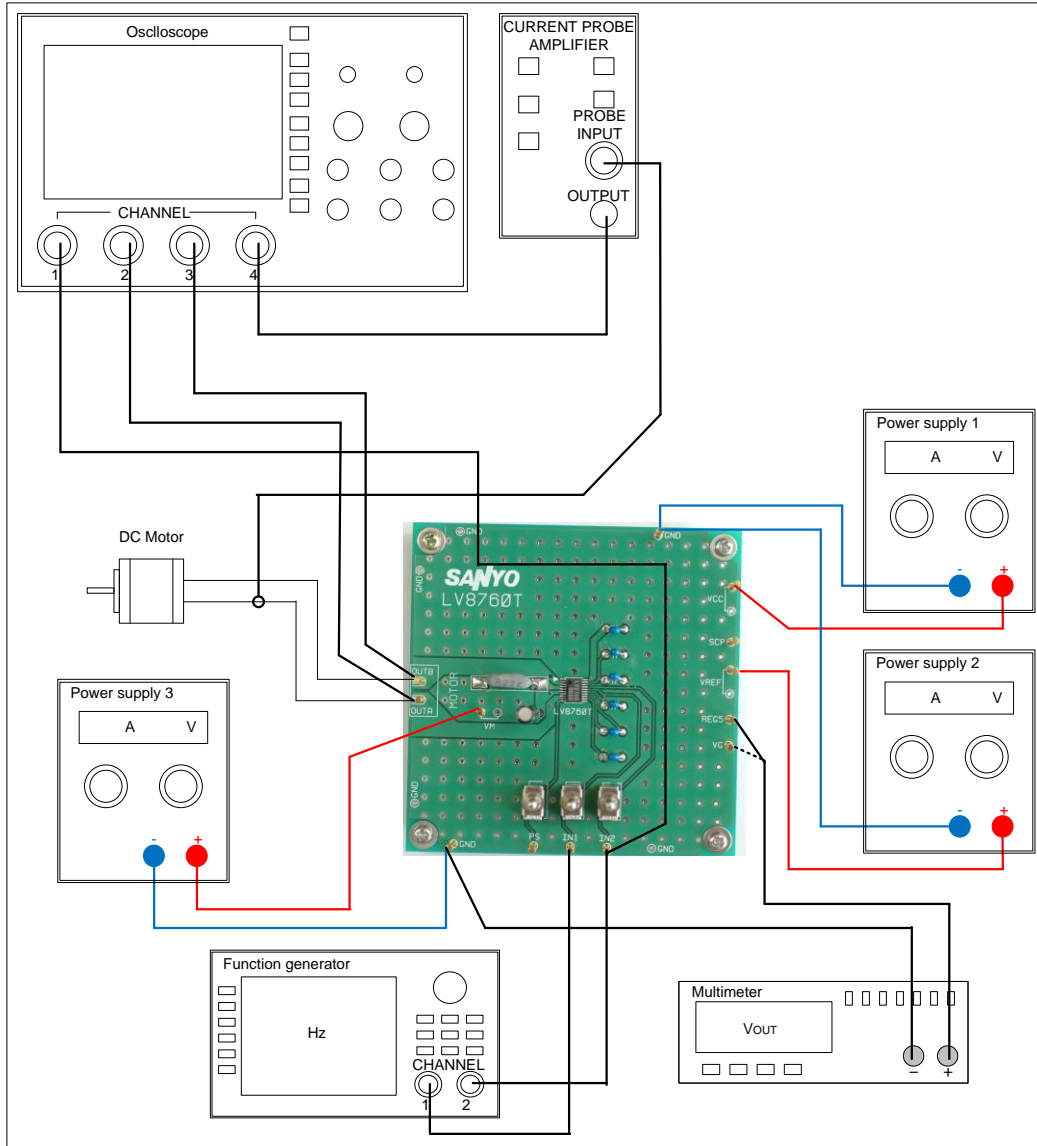 Osclloscope
CHANNEL
1 2 3 4
CURRENT PROBE
AMPLIFIER
PROBE
INPUT
OUTPUT
DC Motor
Power supply 1
A V
- +
Power supply 2
A V
- +
Power supply 3
A V
- +
GND
GND
GND
SANYO
LV8760T
VCC
SCP
VREF
REG5
VG
OUTB
OUTA
MOTOR
VM
LV8760T
GND
GND
PS
IN1
IN2
GND
Function generator
Hz
CHANNEL
1 2
Multimeter
VOUT
− +